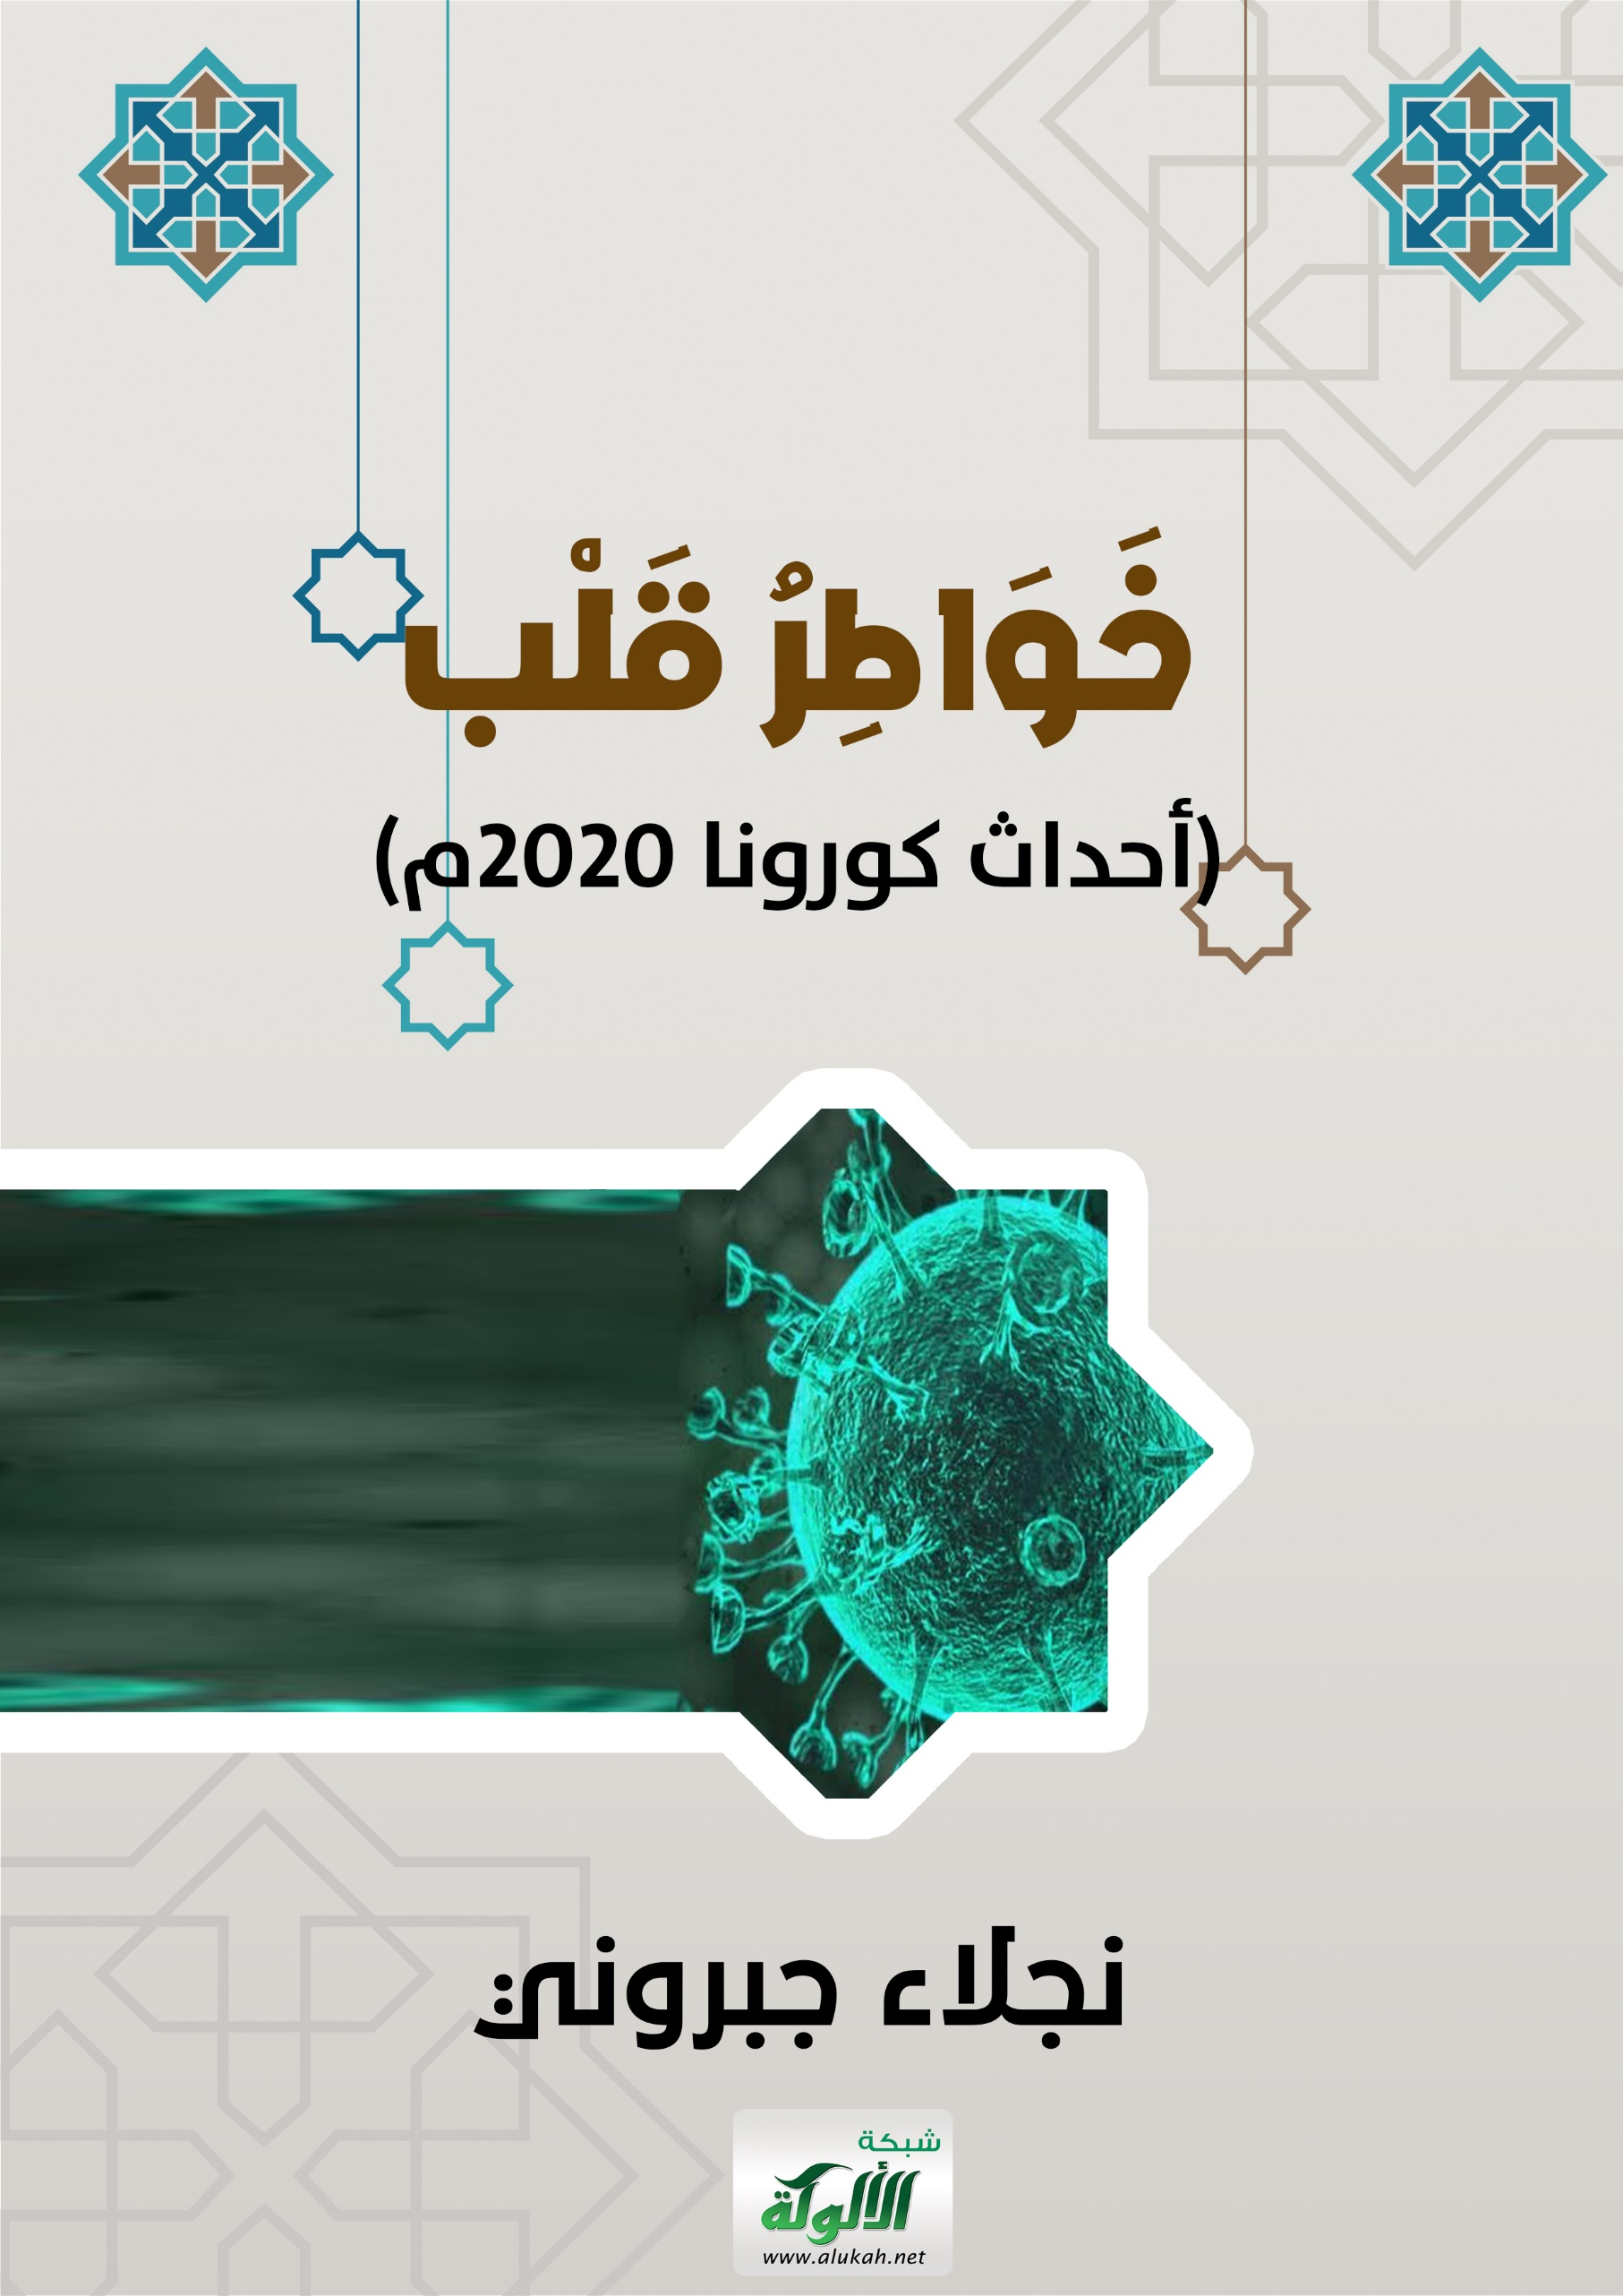 خَوَاطِرُ قَلْب
(أحداث كورونا 2020م)
نجلاء جبروني
شبكة
الألوكة
www.alukah.net